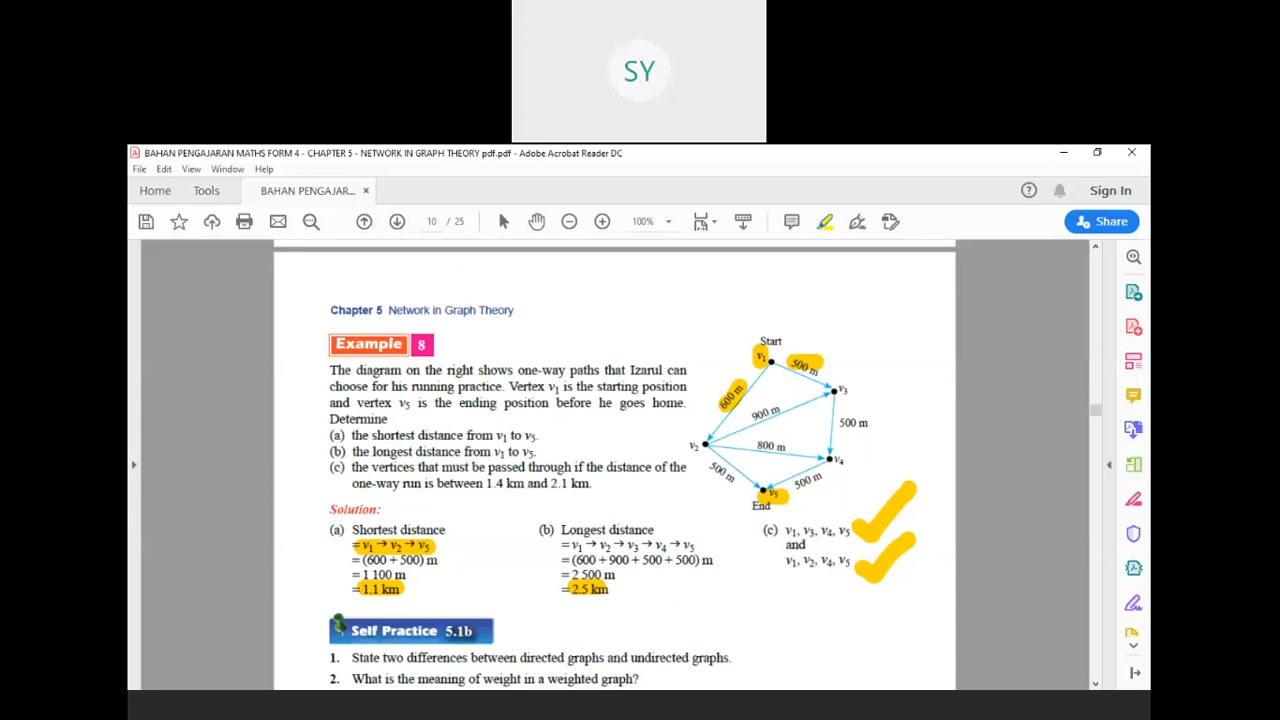 SY
BAHAN PENGAJARAN MATHS FORM 4 - CHAPTER 5 - NETWORK IN GRAPH THEORY pdf.pdf - Adobe Acrobat Reader DC
File Edit View Window Help
Home Tools BAHAN PENGAJAR... × Sign In
10 / 25 100% Share
Chapter 5 Network in Graph Theory
Example 8
The diagram on the right shows one-way paths that Izarul can
choose for his running practice. Vertex v₁ is the starting position
and vertex v₅ is the ending position before he goes home.
Determine
(a) the shortest distance from v₁ to v₅.
(b) the longest distance from v₁ to v₅.
(c) the vertices that must be passed through if the distance of the
one-way run is between 1.4 km and 2.1 km.
Start
v₁
500 m
v₃
600 m
900 m
500 m
v₂
800 m
v₄
500 m
500 m
v₅
End
Solution:
(a) Shortest distance
= v₁ → v₂ → v₅
= (600 + 500) m
= 1 100 m
= 1.1 km
(b) Longest distance
= v₁ → v₂ → v₃ → v₄ → v₅
= (600 + 900 + 500 + 500) m
= 2 500 m
= 2.5 km
(c) v₁, v₃, v₄, v₅
and
v₁, v₂, v₄, v₅
Self Practice 5.1b
1. State two differences between directed graphs and undirected graphs.
2. What is the meaning of weight in a weighted graph?